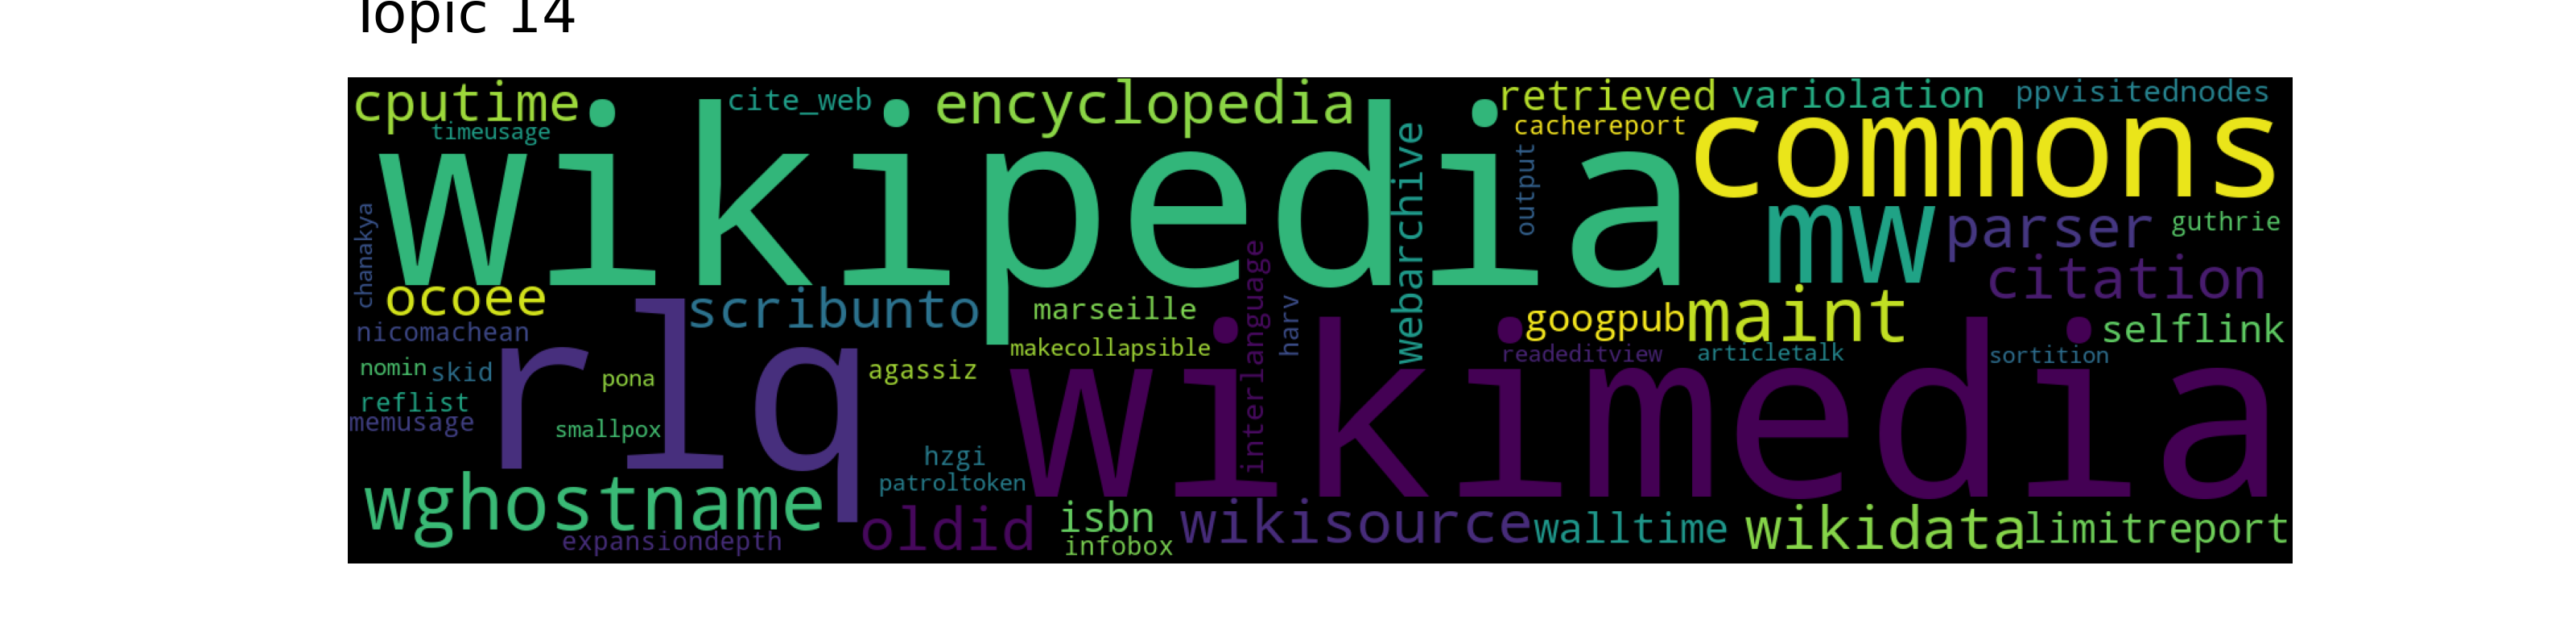 Topic 14
cputime
cite_web
encyclopedia
retrieved
variolation
ppvisitednodes
timeusage
cachereport
wikipedia
commons
webarchive
output
chanakya
mw
parser
guthrie
citation
ocoee
scribunto
marseille
interlanguage
harv
googpub
maint
selflink
nicomachean
makecollapsible
readeditview
articletalk
sortition
nomin
skid
pona
agassiz
rlq
wikimedia
reflist
memusage
smallpox
hzgi
patroltoken
wghostname
expansiondepth
oldid
isbn
infobox
wikisource
walltime
wikidata
limitreport